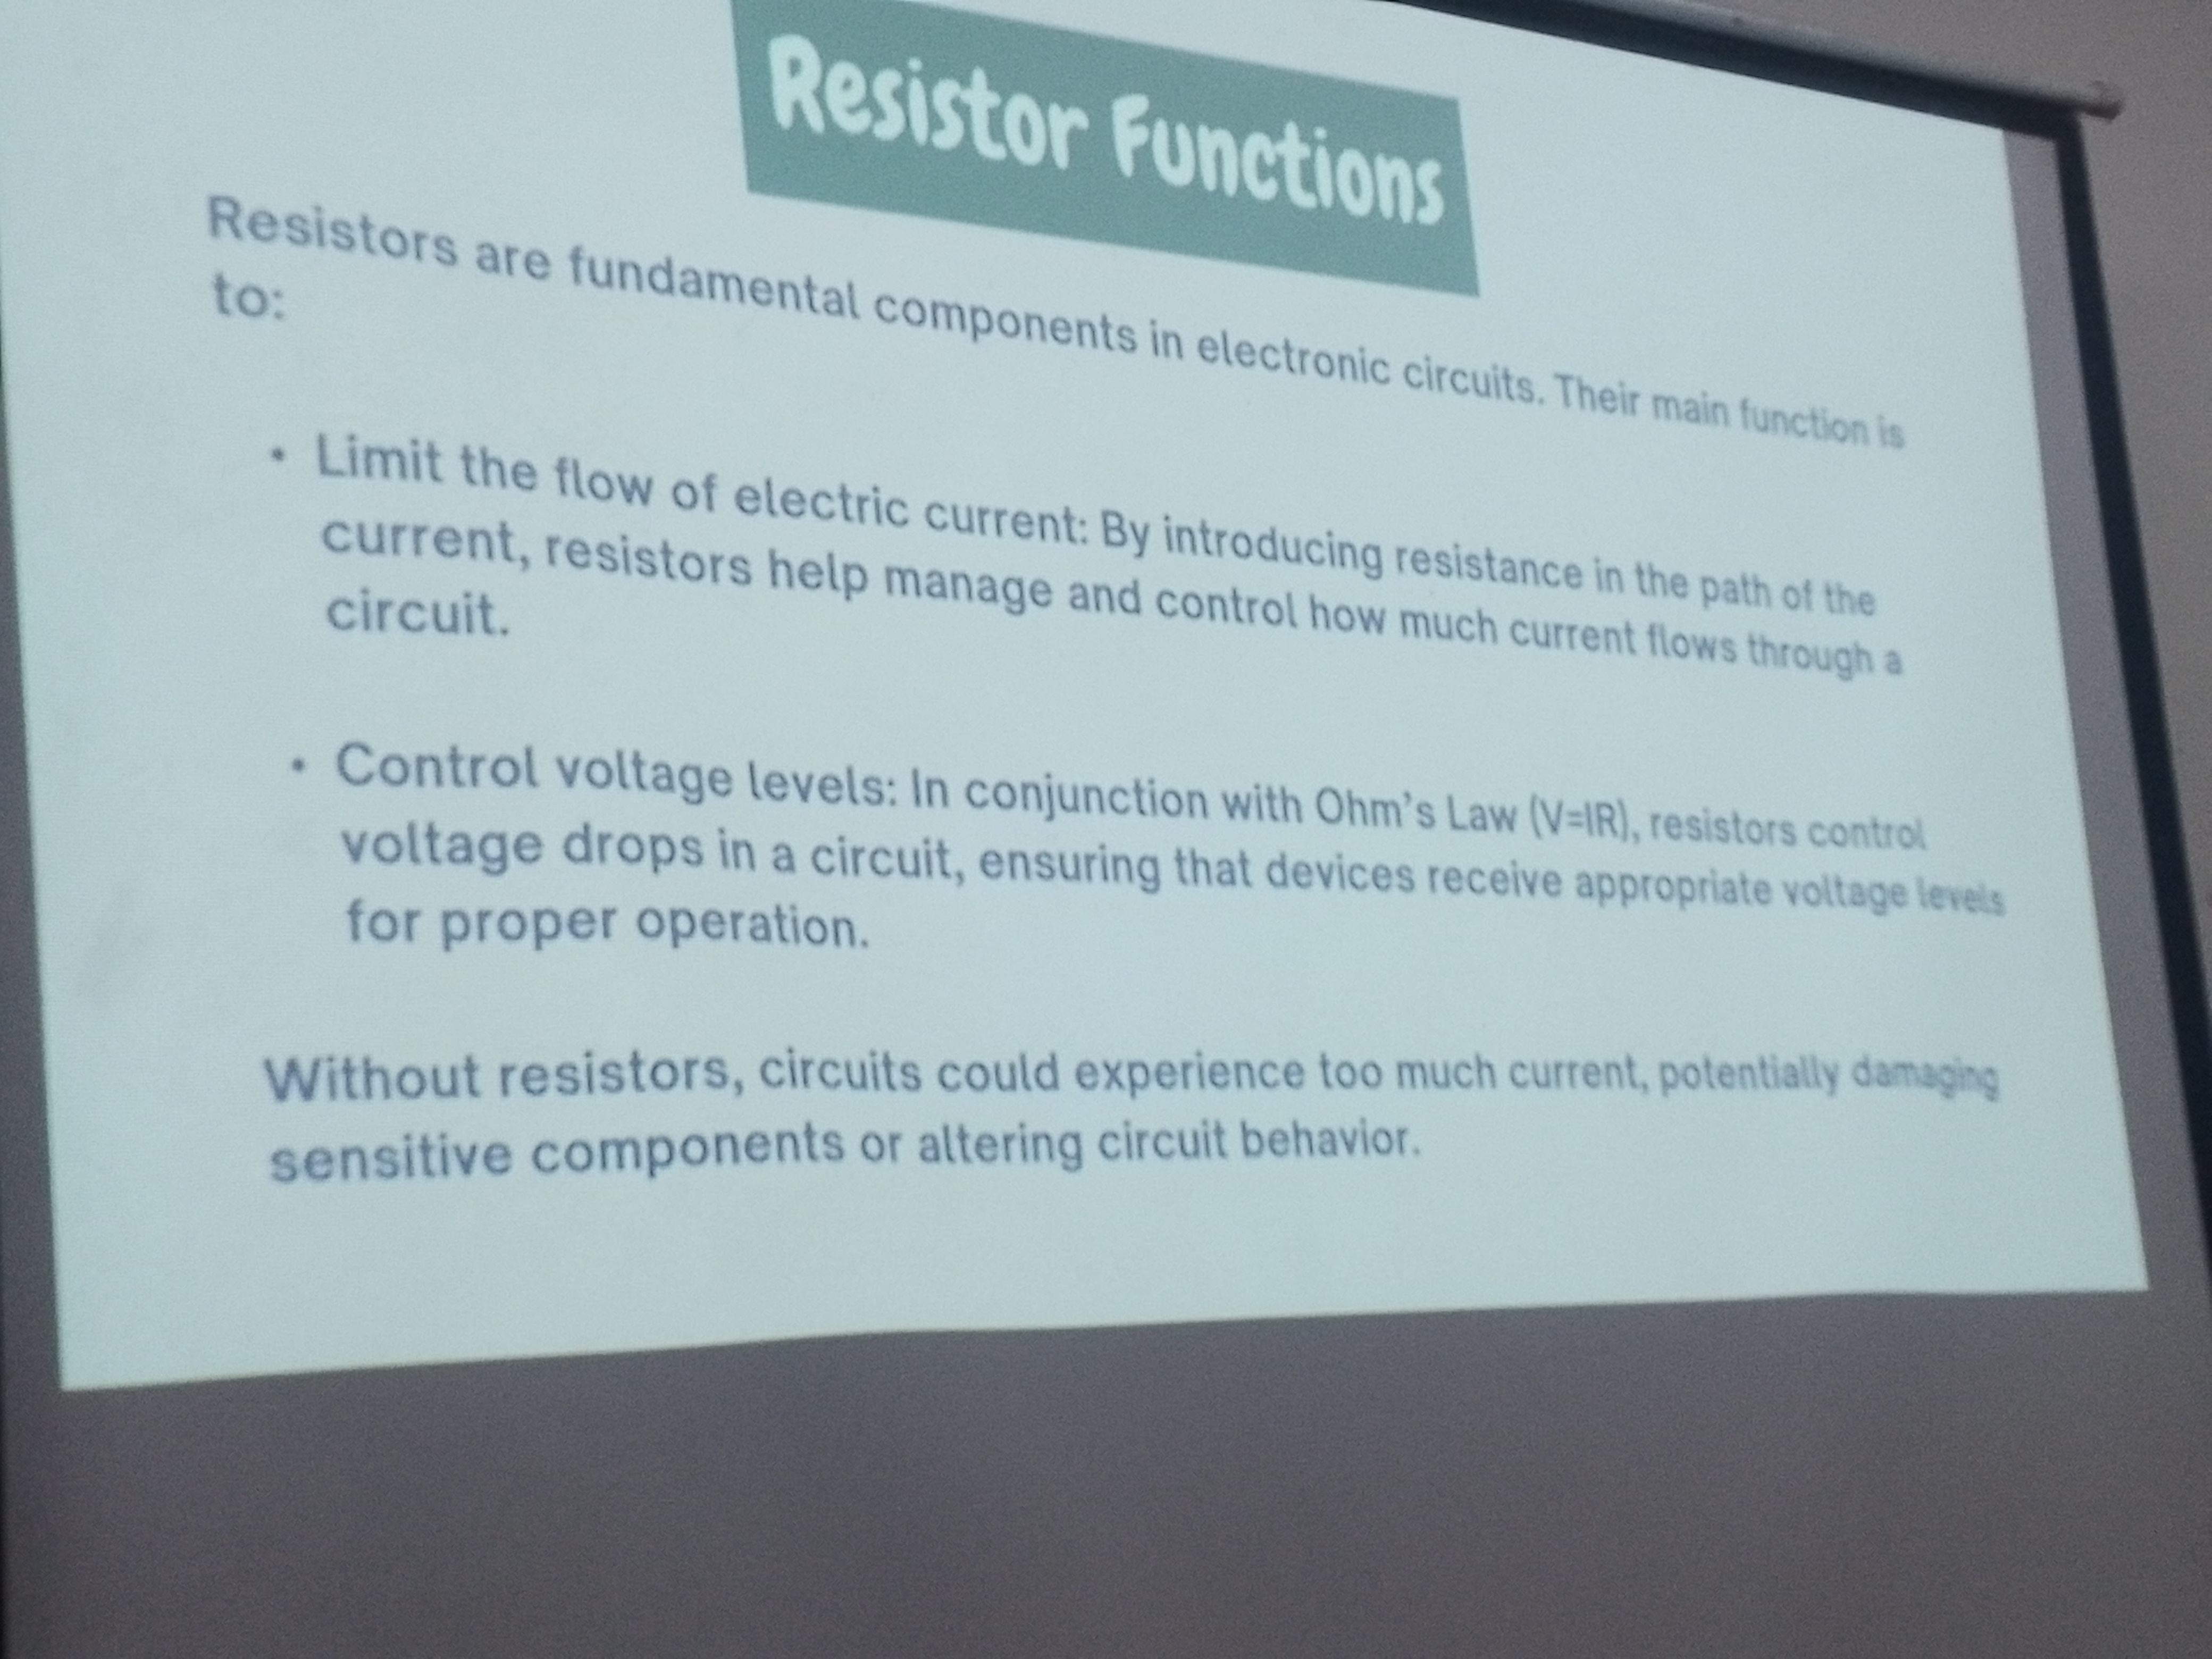 Resistor Functions
Resistors are fundamental components in electronic circuits. Their main function is
to:
• Limit the flow of electric current: By introducing resistance in the path of the
current, resistors help manage and control how much current flows through a
circuit.
• Control voltage levels: In conjunction with Ohm’s Law (V=IR), resistors control
voltage drops in a circuit, ensuring that devices receive appropriate voltage levels
for proper operation.
Without resistors, circuits could experience too much current, potentially damaging
sensitive components or altering circuit behavior.